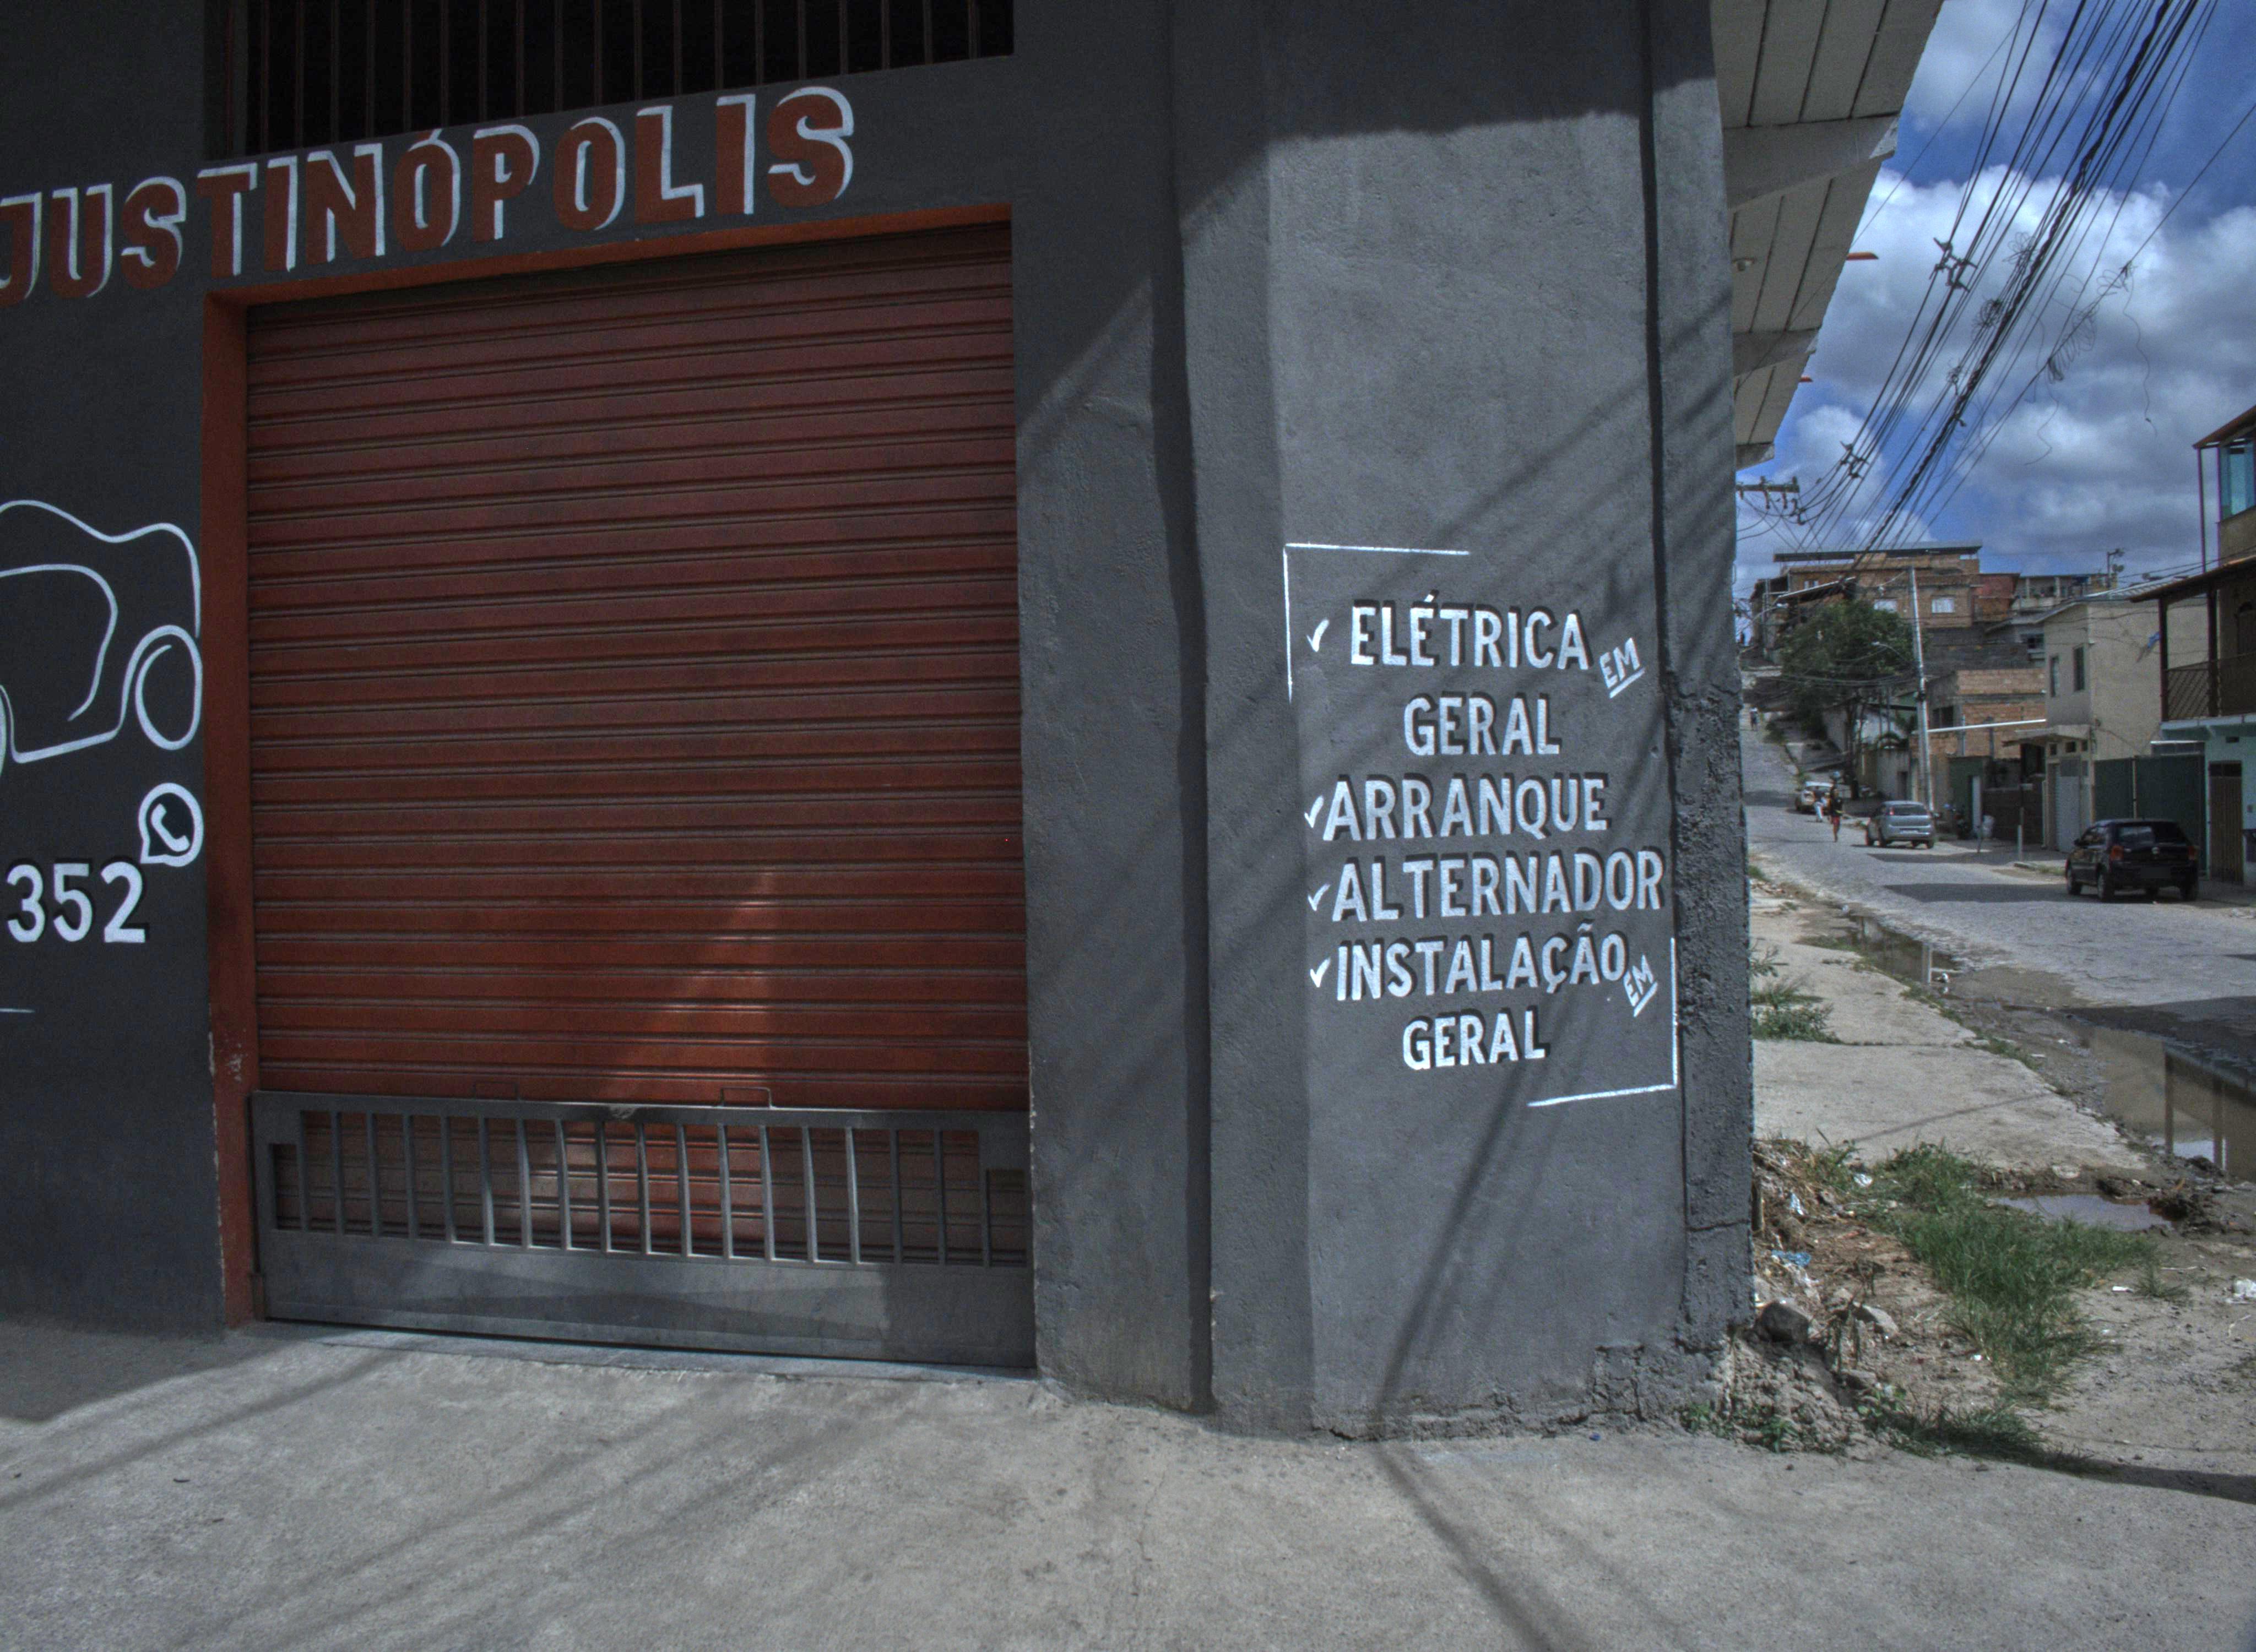 JUSTINÓPOLIS
352
✓ ELÉTRICA EM
GERAL
✓ ARRANQUE
✓ ALTERNADOR
✓ INSTALAÇÃO EM
GERAL